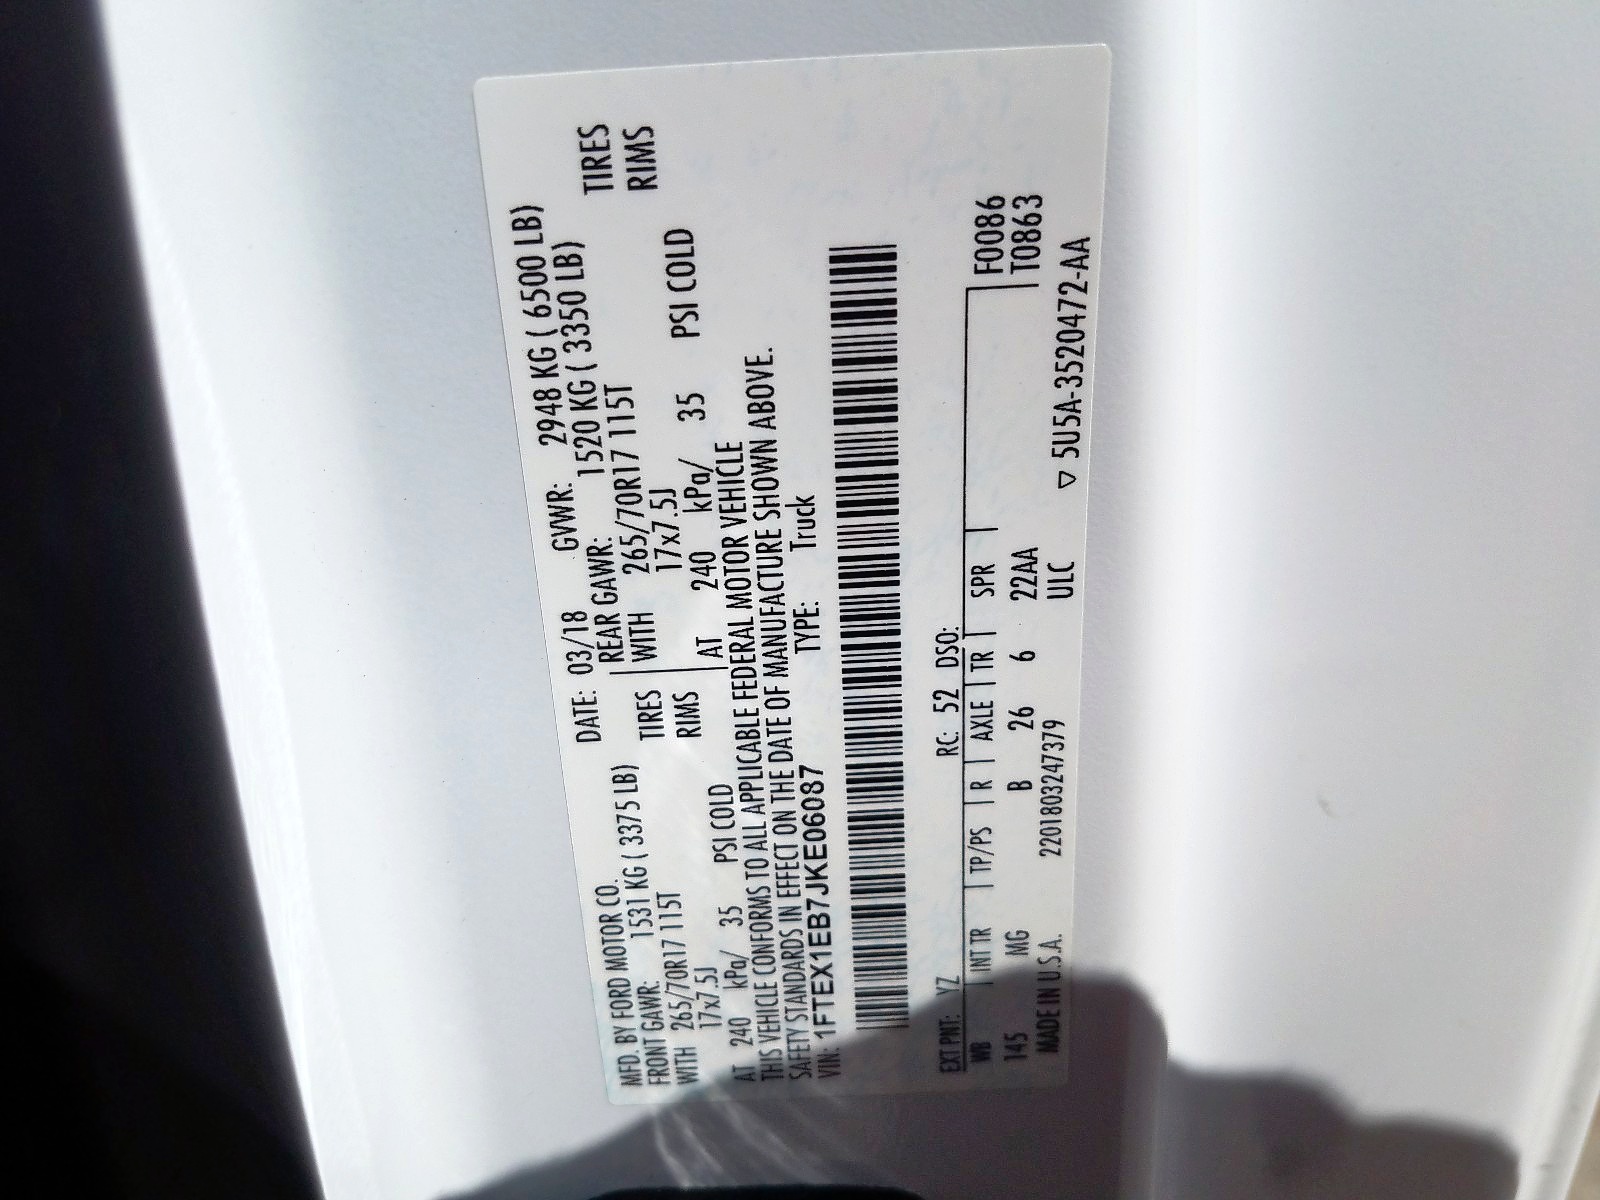 MFD. BY FORD MOTOR CO. DATE: 03/18 GVWR: 2948 KG ( 6500 LB)
FRONT GAWR: 1531 KG ( 3375 LB) REAR GAWR: 1520 KG ( 3350 LB)
WITH 265/70R17 115T TIRES WITH 265/70R17 115T TIRES
17x7.5J RIMS 17x7.5J RIMS
AT 240 kPa/ 35 PSI COLD AT 240 kPa/ 35 PSI COLD
THIS VEHICLE CONFORMS TO ALL APPLICABLE FEDERAL MOTOR VEHICLE
SAFETY STANDARDS IN EFFECT ON THE DATE OF MANUFACTURE SHOWN ABOVE.
VIN: 1FTEX1EB7JKE06087 TYPE: Truck
EXT PNT: YZ RC: 52 DSO:
WB INT TR TP/PS R AXLE TR SPR F0086
145 MG B 26 6 22AA T0863
MADE IN U.S.A. 2201803247379 ULC ▽ 5U5A-3520472-AA